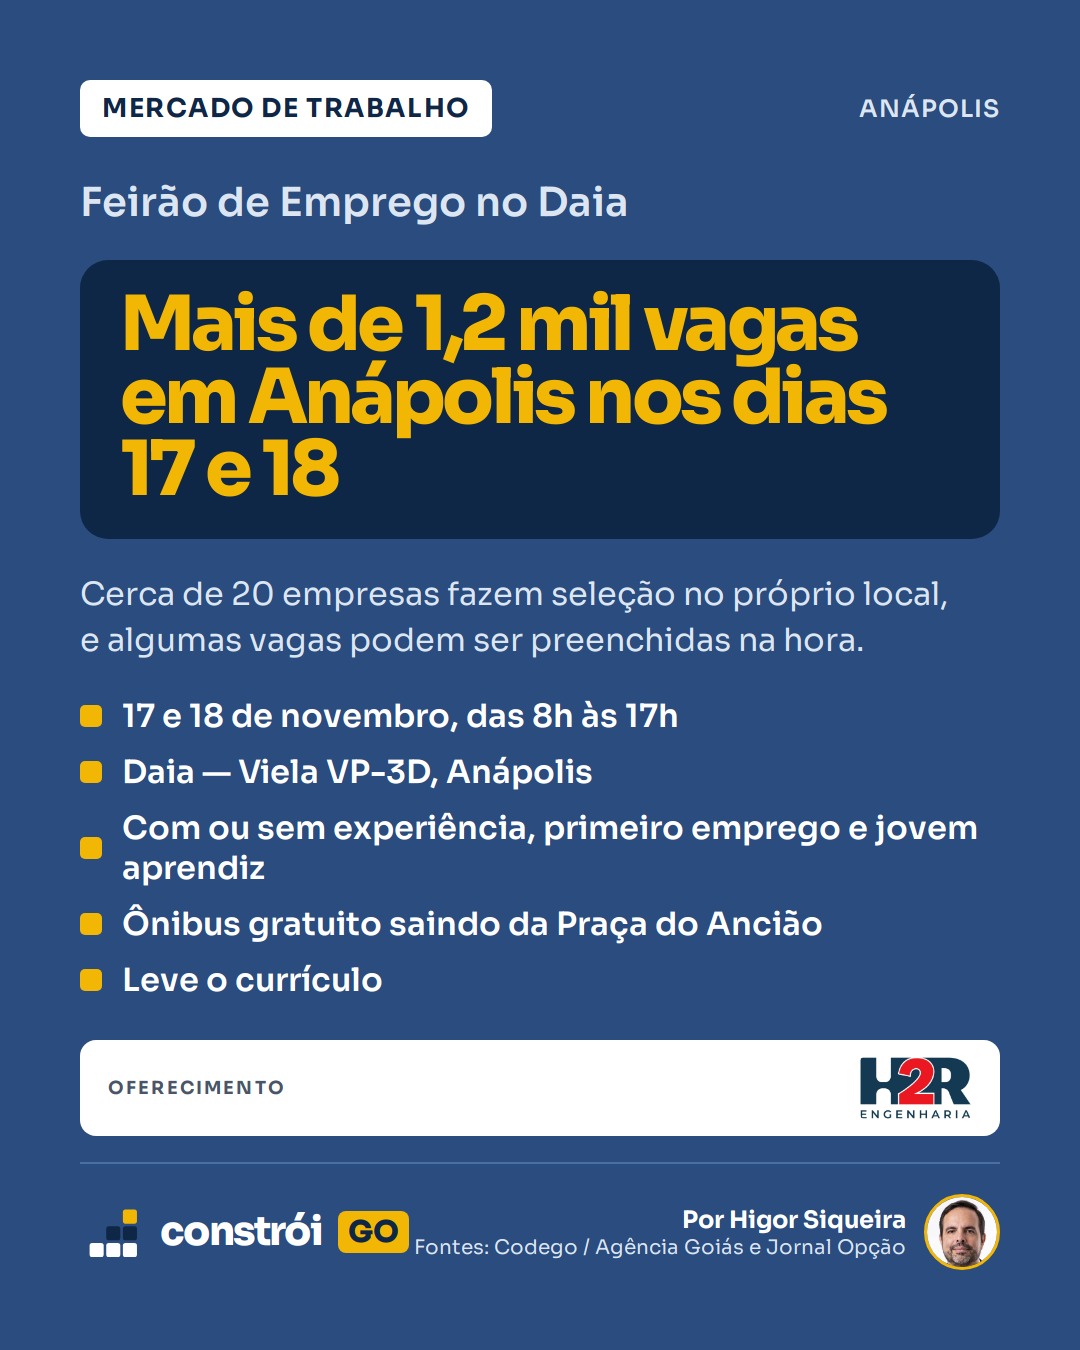 MERCADO DE TRABALHO
ANÁPOLIS
Feirão de Emprego no Daia
Mais de 1,2 mil vagas
em Anápolis nos dias
17 e 18
Cerca de 20 empresas fazem seleção no próprio local,
e algumas vagas podem ser preenchidas na hora.
17 e 18 de novembro, das 8h às 17h
Daia — Viela VP-3D, Anápolis
Com ou sem experiência, primeiro emprego e jovem
aprendiz
Ônibus gratuito saindo da Praça do Ancião
Leve o currículo
OFERECIMENTO
H2R
ENGENHARIA
constrói GO
Por Higor Siqueira
Fontes: Codego / Agência Goiás e Jornal Opção